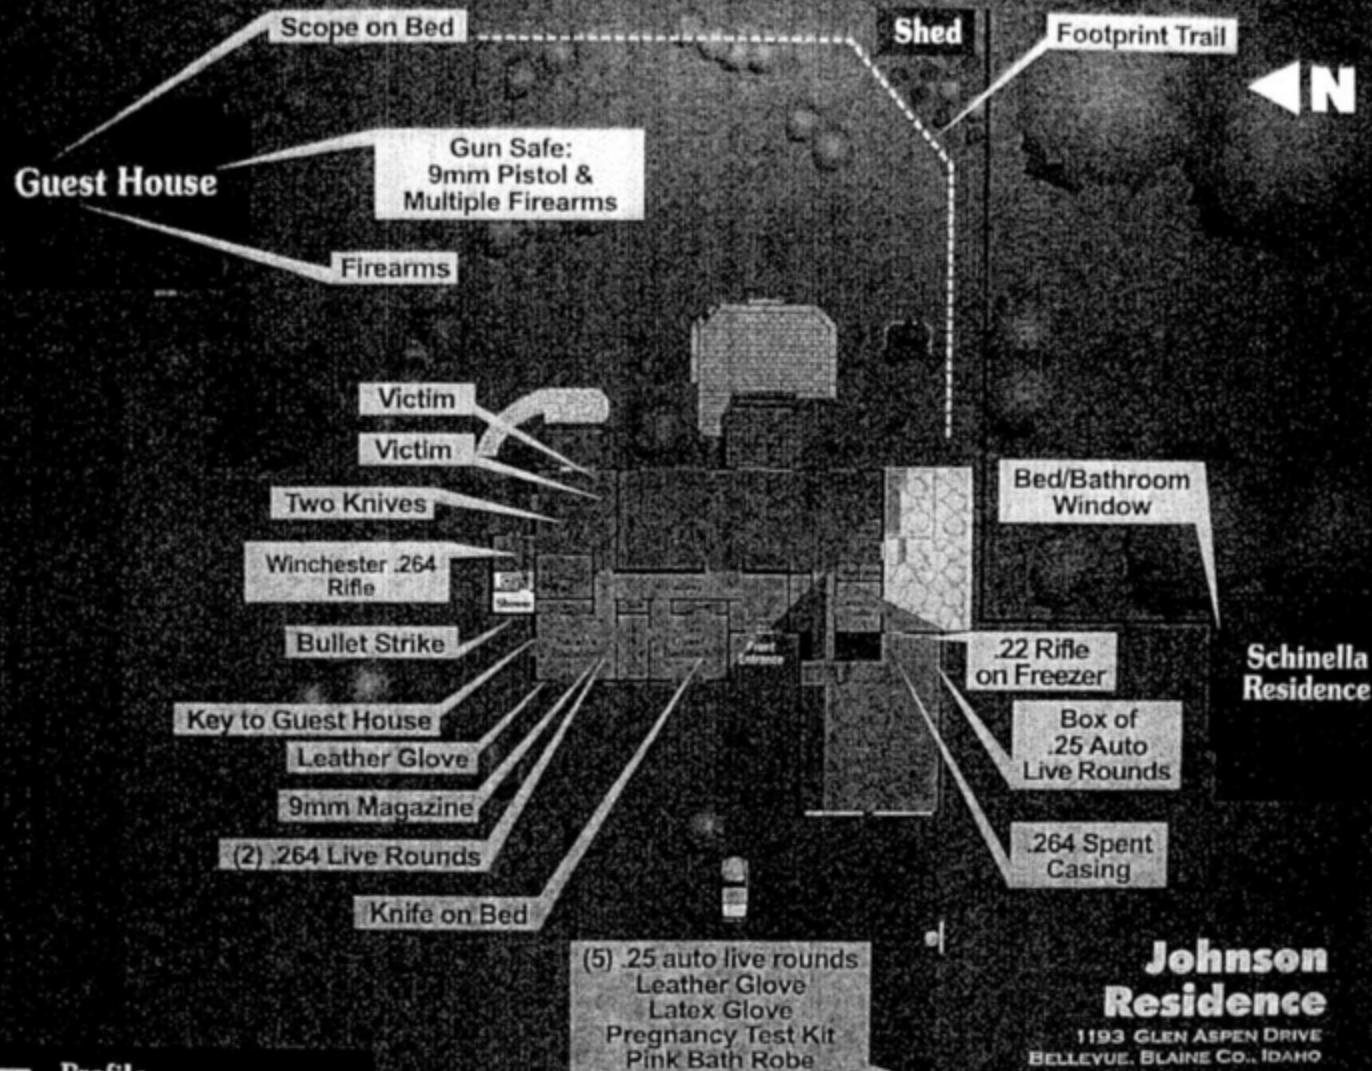 Scope on Bed
Shed
Footprint Trail
N
Gun Safe:
9mm Pistol &
Multiple Firearms
Guest House
Firearms
Victim
Victim
Two Knives
Winchester .264
Rifle
Bullet Strike
Key to Guest House
Leather Glove
9mm Magazine
(2) .264 Live Rounds
Knife on Bed
Front
Entrance
Bed/Bathroom
Window
.22 Rifle
on Freezer
Schinella
Residence
Box of
.25 Auto
Live Rounds
.264 Spent
Casing
(5) .25 auto live rounds
Leather Glove
Latex Glove
Pregnancy Test Kit
Pink Bath Robe
Johnson
Residence
1193 GLEN ASPEN DRIVE
BELLEVUE, BLAINE CO., IDAHO
Profile